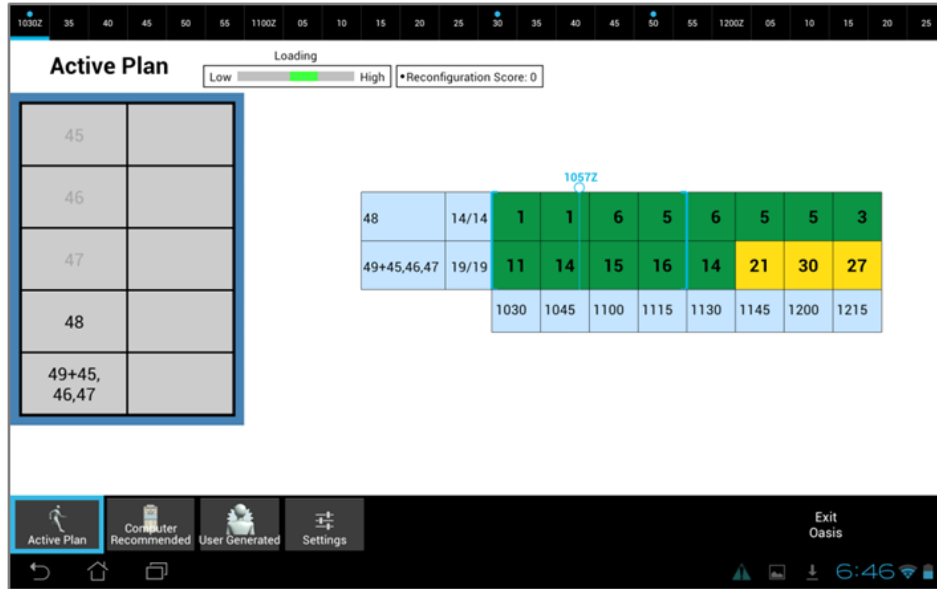 1030Z 35 40 45 50 55 1100Z 05 10 15 20 25 30 35 40 45 50 55 1200Z 05 10 15 20 25
Active Plan
Loading
Low High
•Reconfiguration Score: 0
45
46
47
48
49+45,
46,47
1057Z
48 14/14 1 1 6 5 6 5 5 3
49+45,46,47 19/19 11 14 15 16 14 21 30 27
1030 1045 1100 1115 1130 1145 1200 1215
Active Plan
Computer
Recommended
User Generated
Settings
Exit
Oasis
6:46